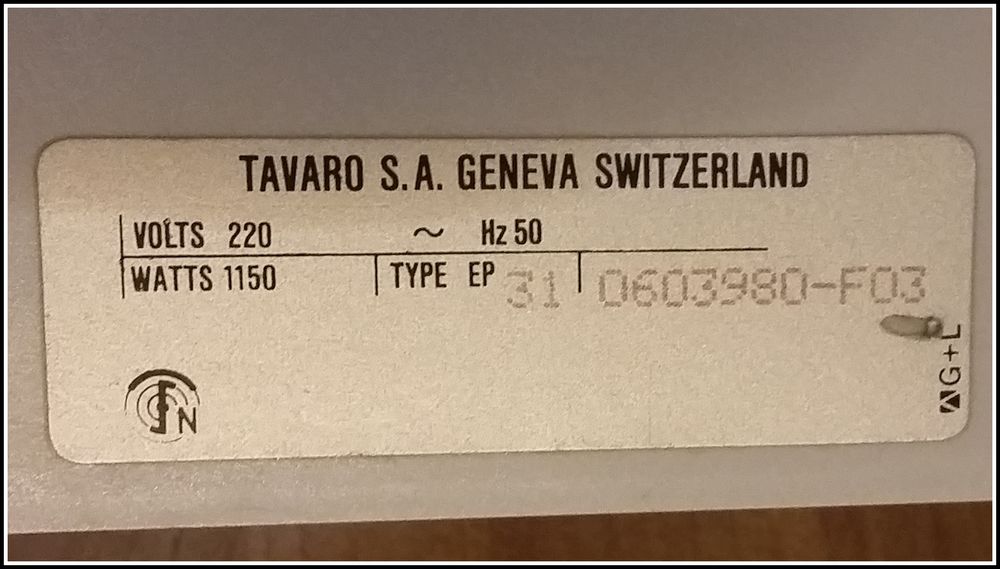 TAVARO S.A. GENEVA SWITZERLAND
VOLTS 220 ~ Hz 50
WATTS 1150 TYPE EP 31 0603980-F03
G+L
N